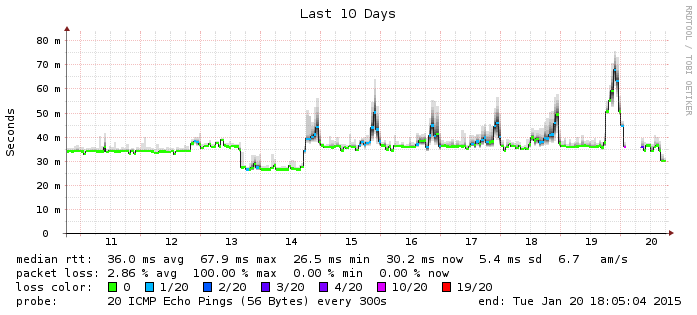 Last 10 Days
RRDTOOL / TOBI OETIKER
Seconds
80 m
70 m
60 m
50 m
40 m
30 m
20 m
10 m
0
11 12 13 14 15 16 17 18 19 20
median rtt: 36.0 ms avg 67.9 ms max 26.5 ms min 30.2 ms now 5.4 ms sd 6.7 am/s
packet loss: 2.86 % avg 100.00 % max 0.00 % min 0.00 % now
loss color: 0 1/20 2/20 3/20 4/20 10/20 19/20
probe: 20 ICMP Echo Pings (56 Bytes) every 300s end: Tue Jan 20 18:05:04 2015